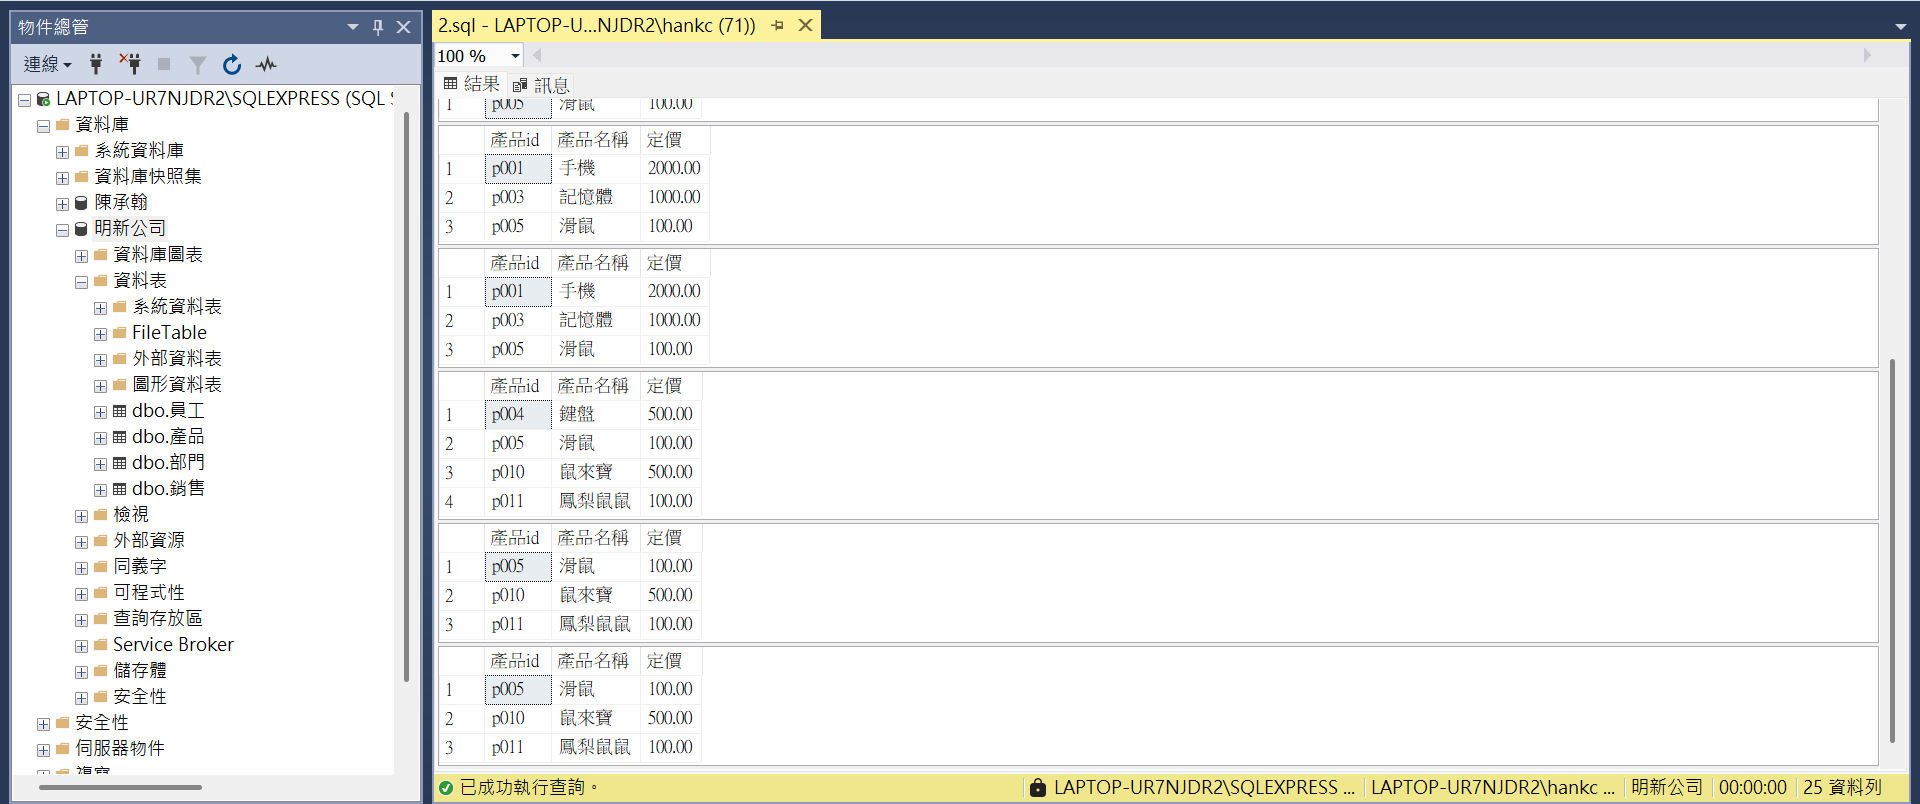 物件總管
連線
LAPTOP-UR7NJDR2\SQLEXPRESS (SQL S
資料庫
系統資料庫
資料庫快照集
陳承翰
明新公司
資料庫圖表
資料表
系統資料表
FileTable
外部資料表
圖形資料表
dbo.員工
dbo.產品
dbo.部門
dbo.銷售
檢視
外部資源
同義字
可程式性
查詢存放區
Service Broker
儲存體
安全性
安全性
伺服器物件
複寫
2.sql - LAPTOP-U...NJDR2\hankc (71))
100 %
結果 訊息
1 p005 滑鼠 100.00
產品id 產品名稱 定價
1 p001 手機 2000.00
2 p003 記憶體 1000.00
3 p005 滑鼠 100.00
產品id 產品名稱 定價
1 p001 手機 2000.00
2 p003 記憶體 1000.00
3 p005 滑鼠 100.00
產品id 產品名稱 定價
1 p004 鍵盤 500.00
2 p005 滑鼠 100.00
3 p010 鼠來寶 500.00
4 p011 鳳梨鼠鼠 100.00
產品id 產品名稱 定價
1 p005 滑鼠 100.00
2 p010 鼠來寶 500.00
3 p011 鳳梨鼠鼠 100.00
產品id 產品名稱 定價
1 p005 滑鼠 100.00
2 p010 鼠來寶 500.00
3 p011 鳳梨鼠鼠 100.00
已成功執行查詢。 LAPTOP-UR7NJDR2\SQLEXPRESS ... LAPTOP-UR7NJDR2\hankc ... 明新公司 00:00:00 25 資料列